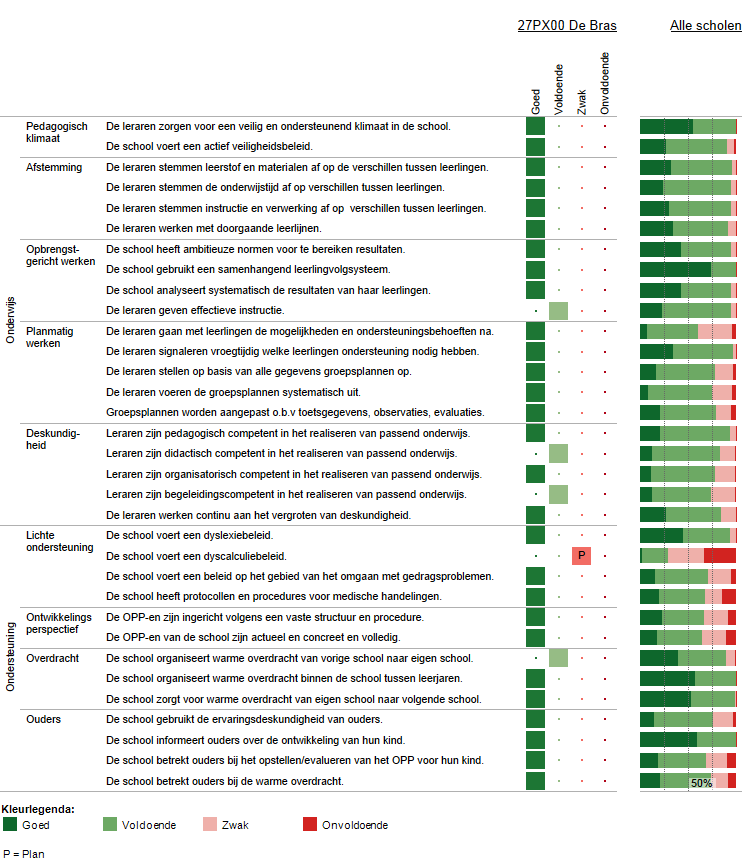 27PX00 De Bras
Alle scholen
Goed
Voldoende
Zwak
Onvoldoende
Onderwijs
Pedagogisch
klimaat
De leraren zorgen voor een veilig en ondersteunend klimaat in de school.
De school voert een actief veiligheidsbeleid.
Afstemming
De leraren stemmen leerstof en materialen af op de verschillen tussen leerlingen.
De leraren stemmen de onderwijstijd af op verschillen tussen leerlingen.
De leraren stemmen instructie en verwerking af op verschillen tussen leerlingen.
De leraren werken met doorgaande leerlijnen.
Opbrengst-
gericht werken
De school heeft ambitieuze normen voor te bereiken resultaten.
De school gebruikt een samenhangend leerlingvolgsysteem.
De school analyseert systematisch de resultaten van haar leerlingen.
De leraren geven effectieve instructie.
Planmatig
werken
De leraren gaan met leerlingen de mogelijkheden en ondersteuningsbehoeften na.
De leraren signaleren vroegtijdig welke leerlingen ondersteuning nodig hebben.
De leraren stellen op basis van alle gegevens groepsplannen op.
De leraren voeren de groepsplannen systematisch uit.
Groepsplannen worden aangepast o.b.v toetsgegevens, observaties, evaluaties.
Deskundig-
heid
Leraren zijn pedagogisch competent in het realiseren van passend onderwijs.
Leraren zijn didactisch competent in het realiseren van passend onderwijs.
Leraren zijn organisatorisch competent in het realiseren van passend onderwijs.
Leraren zijn begeleidingscompetent in het realiseren van passend onderwijs.
De leraren werken continu aan het vergroten van deskundigheid.
Ondersteuning
Lichte
ondersteuning
De school voert een dyslexiebeleid.
De school voert een dyscalculiebeleid.
P
De school voert een beleid op het gebied van het omgaan met gedragsproblemen.
De school heeft protocollen en procedures voor medische handelingen.
Ontwikkelings
perspectief
De OPP-en zijn ingericht volgens een vaste structuur en procedure.
De OPP-en van de school zijn actueel en concreet en volledig.
Overdracht
De school organiseert warme overdracht van vorige school naar eigen school.
De school organiseert warme overdracht binnen de school tussen leerjaren.
De school zorgt voor warme overdracht van eigen school naar volgende school.
Ouders
De school gebruikt de ervaringsdeskundigheid van ouders.
De school informeert ouders over de ontwikkeling van hun kind.
De school betrekt ouders bij het opstellen/evalueren van het OPP voor hun kind.
De school betrekt ouders bij de warme overdracht.
50%
Kleurlegenda:
Goed
Voldoende
Zwak
Onvoldoende
P = Plan